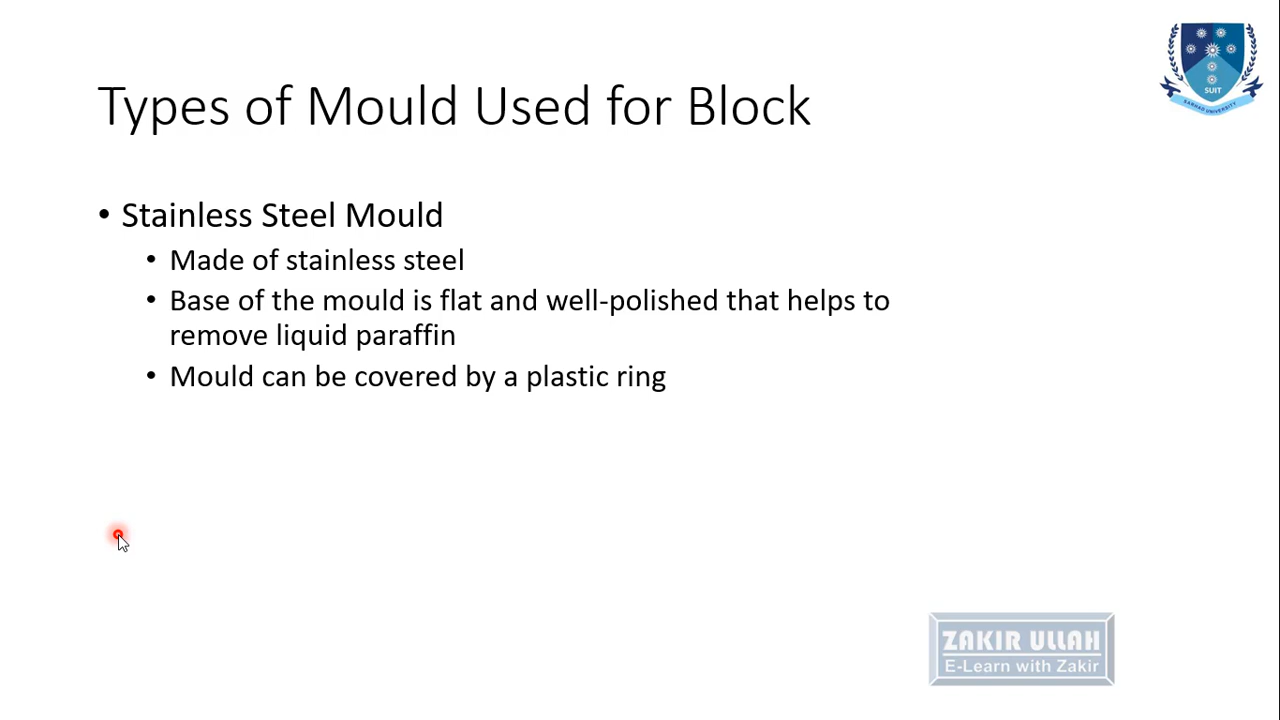 SUIT
SARHAD UNIVERSITY
Types of Mould Used for Block
• Stainless Steel Mould
• Made of stainless steel
• Base of the mould is flat and well-polished that helps to
remove liquid paraffin
• Mould can be covered by a plastic ring
ZAKIR ULLAH
E-Learn with Zakir